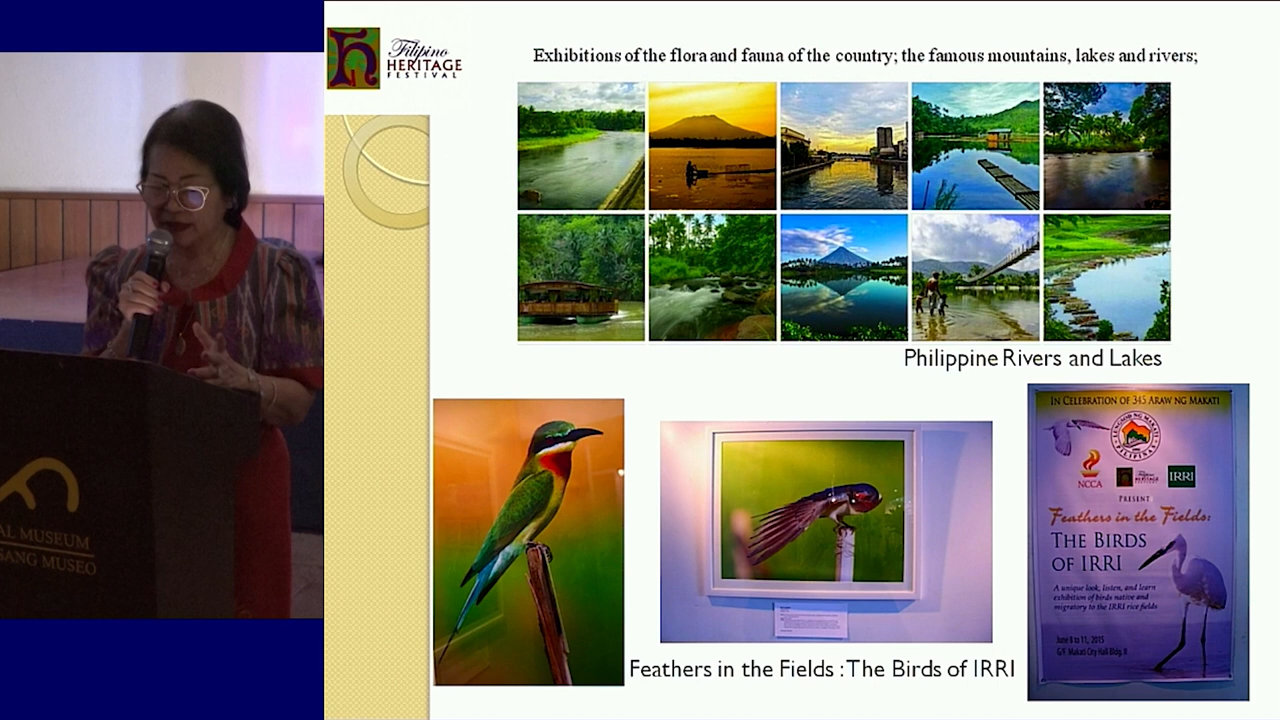 Filipino
HERITAGE
FESTIVAL
Exhibitions of the flora and fauna of the country; the famous mountains, lakes and rivers;
Philippine Rivers and Lakes
AL MUSEUM
SANG MUSEO
Feathers in the Fields : The Birds of IRRI
IN CELEBRATION OF 345 ARAW NG MAKATI
LUNGSOD NG MAKATI
PILIPINAS
NCCA
IRRI
PRESENT
Feathers in the Fields:
THE BIRDS
OF IRRI
A unique look, listen, and learn
exhibition of birds native and
migratory to the IRRI rice fields
June 8 to 11, 2015
G/F Makati City Hall Bldg. II